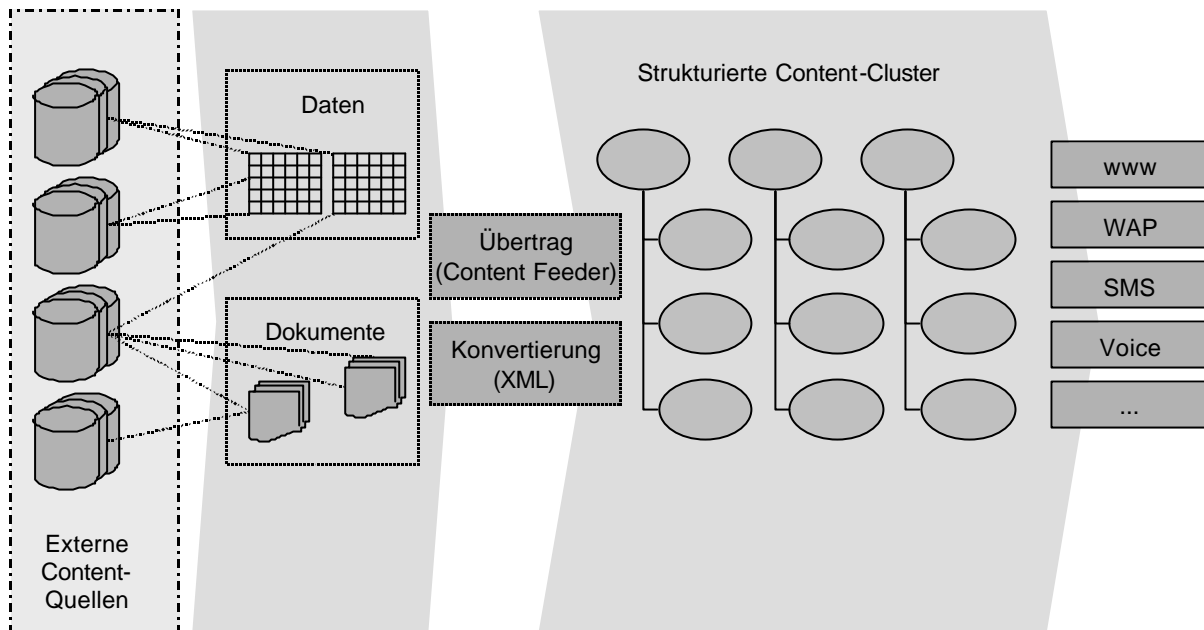 Externe
Content-
Quellen
Daten
Dokumente
Übertrag
(Content Feeder)
Konvertierung
(XML)
Strukturierte Content-Cluster
www
WAP
SMS
Voice
...